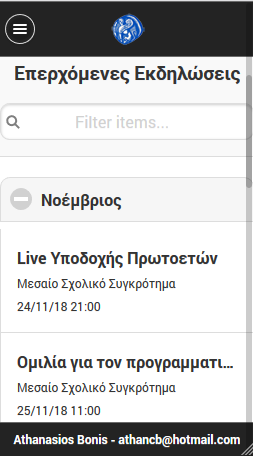 Επερχόμενες Εκδηλώσεις
Filter items...
Νοέμβριος
Live Υποδοχής Πρωτοετών
Μεσαίο Σχολικό Συγκρότημα
24/11/18 21:00
Ομιλία για τον προγραμματι...
Μεσαίο Σχολικό Συγκρότημα
25/11/18 11:00
Athanasios Bonis - athancb@hotmail.com